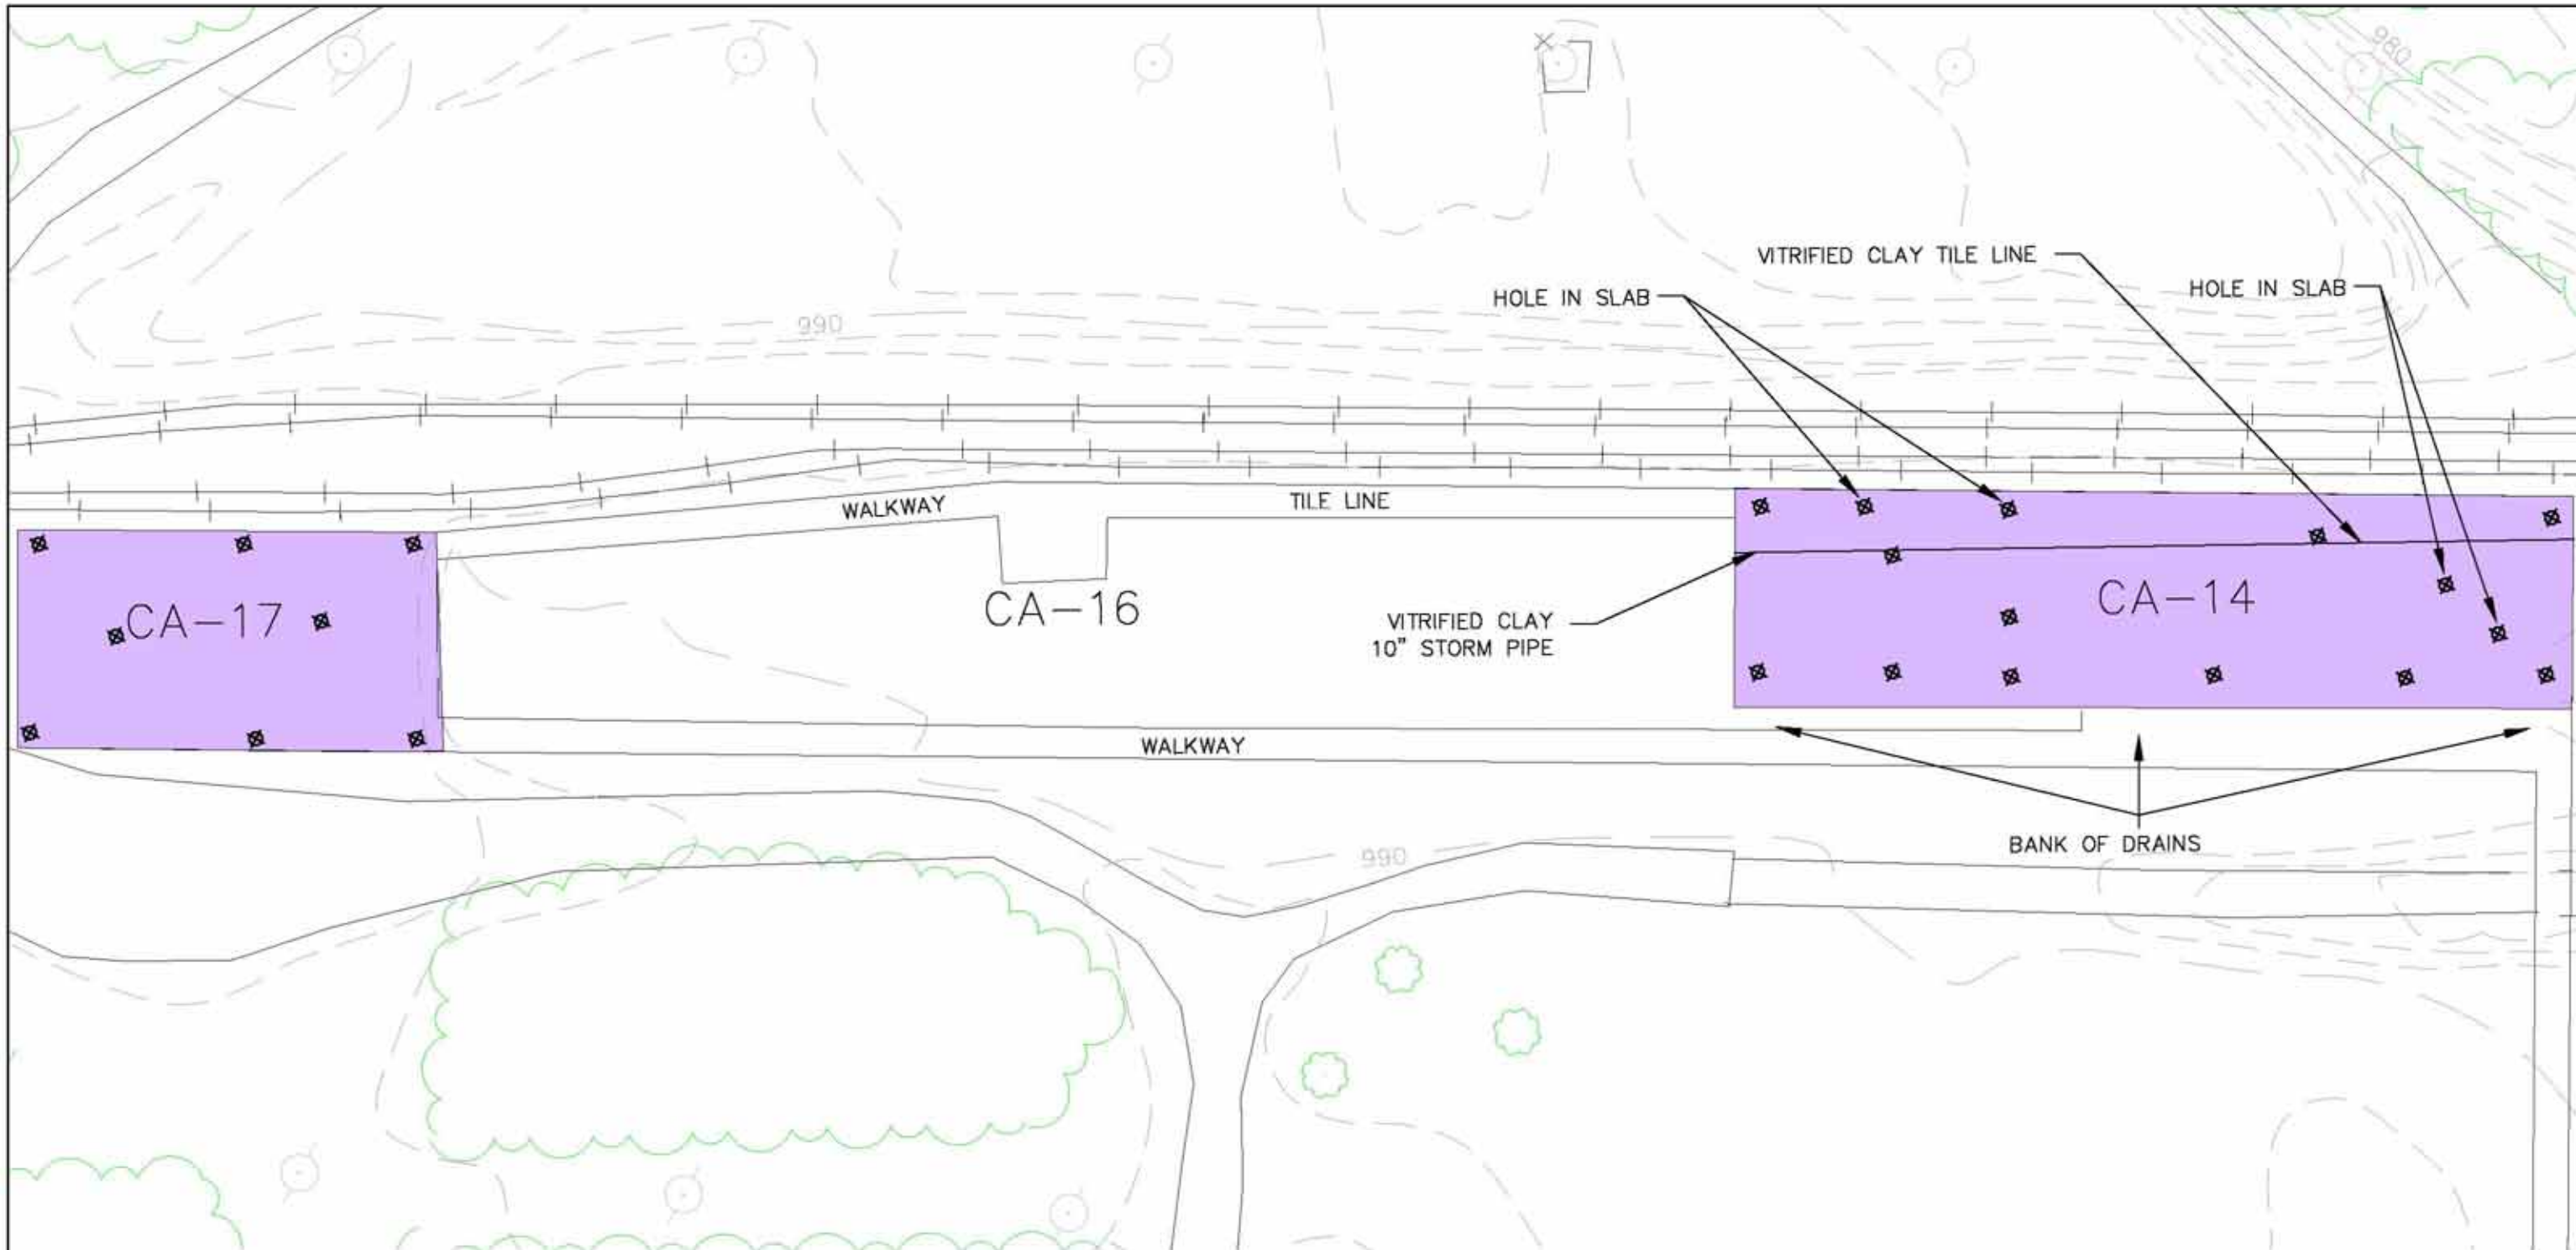 980
VITRIFIED CLAY TILE LINE
HOLE IN SLAB
HOLE IN SLAB
990
WALKWAY
TILE LINE
CA-17
CA-16
CA-14
VITRIFIED CLAY
10" STORM PIPE
WALKWAY
BANK OF DRAINS
990